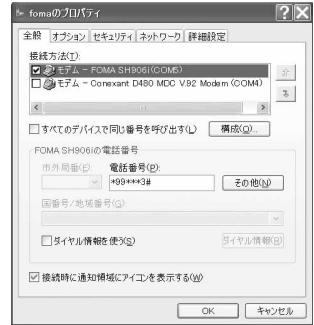 fomaのプロパティ
全般 オプション セキュリティ ネットワーク 詳細設定
接続方法(T):
モデム - FOMA SH906i(COM5)
モデム - Conexant D480 MDC V.92 Modem (COM4)
すべてのデバイスで同じ番号を呼び出す(L) 構成(O)...
FOMA SH906iの電話番号
市外局番(E): 電話番号(P):
*99***3# その他(N)
国番号/地域番号(G):
ダイヤル情報を使う(S) ダイヤル情報(R)
接続時に通知領域にアイコンを表示する(W)
OK キャンセル